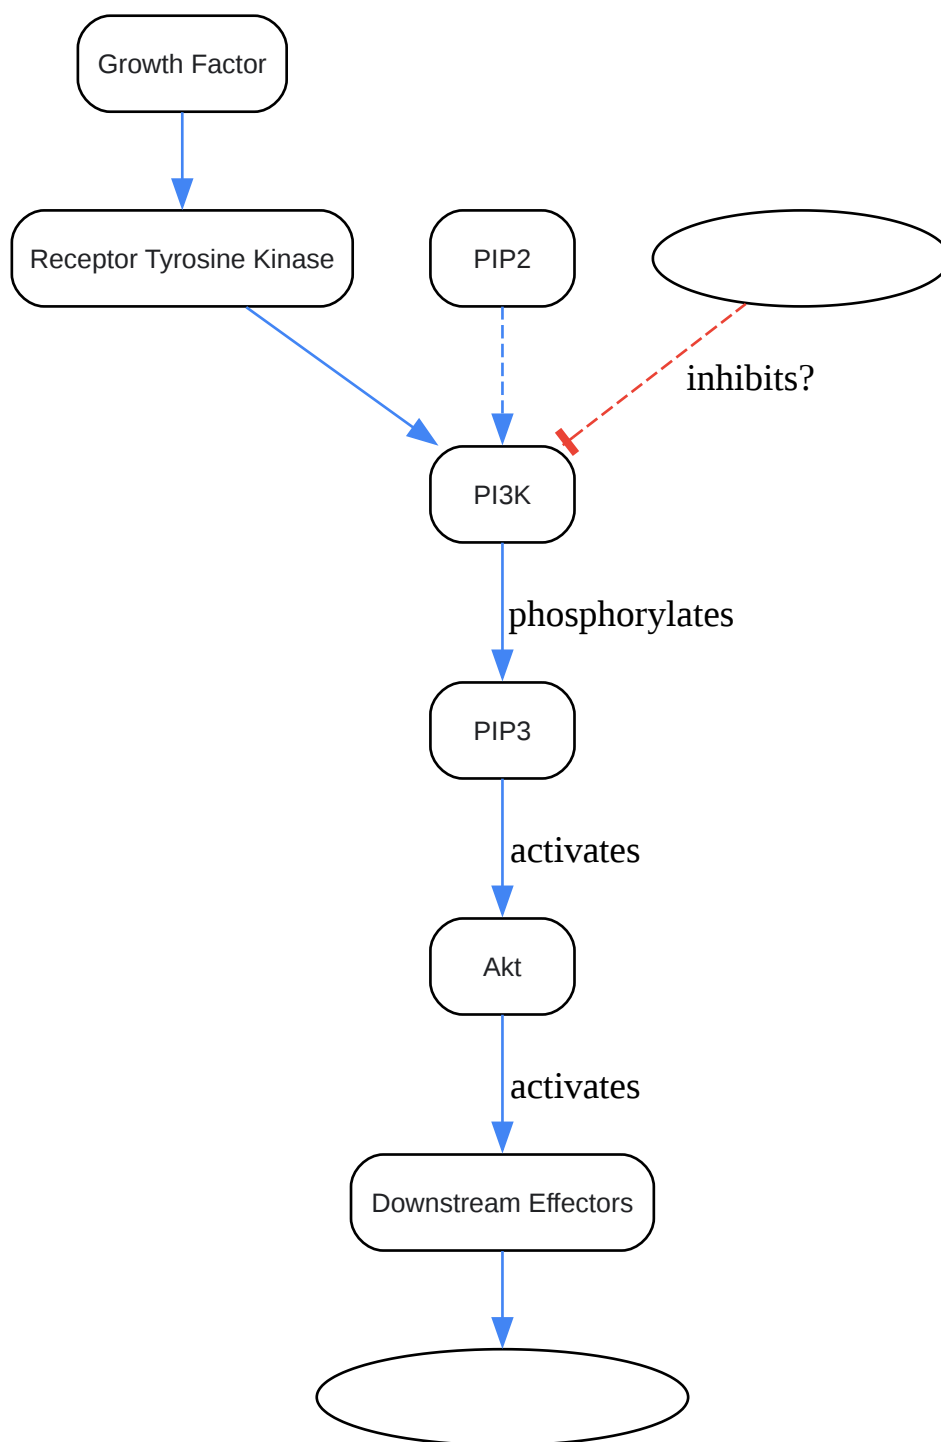 Growth Factor
Receptor Tyrosine Kinase
PIP2
inhibits?
PI3K
phosphorylates
PIP3
activates
Akt
activates
Downstream Effectors